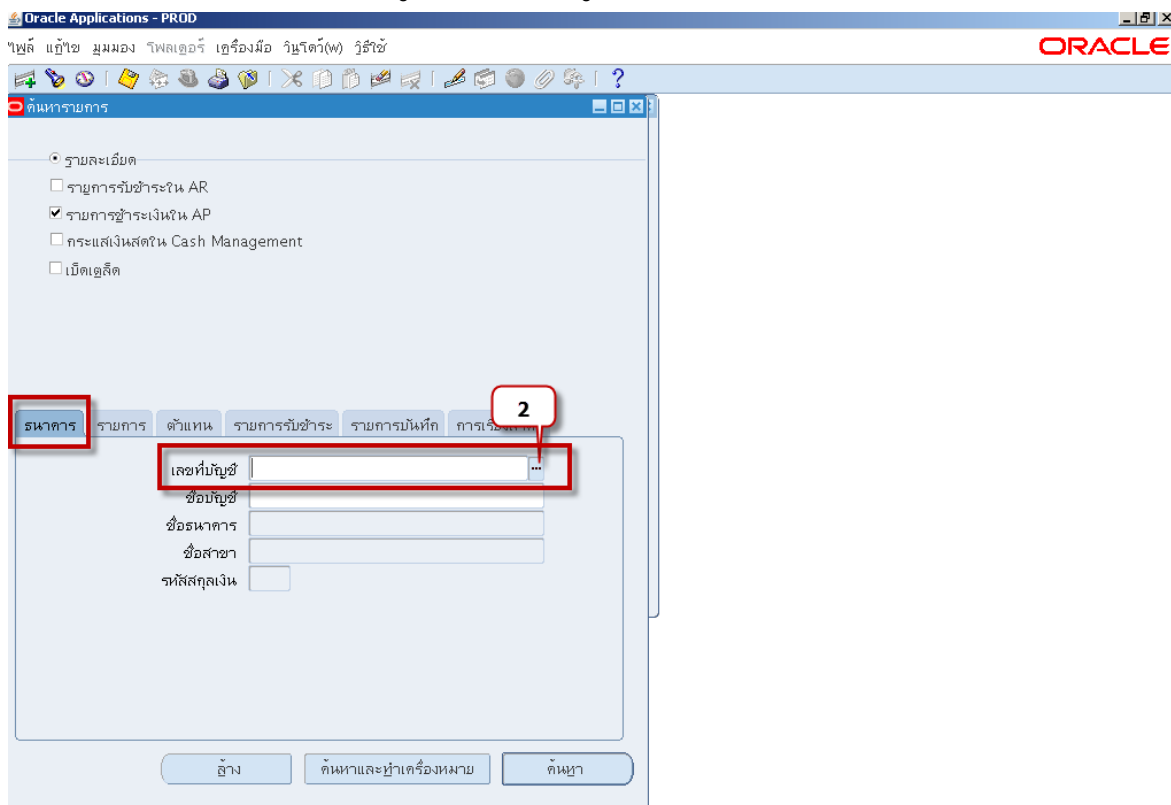 Oracle Applications - PROD
ไฟล์ แก้ไข มุมมอง โฟลเดอร์ เครื่องมือ วินโดว์(w) วิธีใช้
ORACLE
ค้นหารายการ
รายละเอียด
รายการรับชำระใน AR
รายการชำระเงินใน AP
กระแสเงินสดใน Cash Management
เบ็ดเตล็ด
2
ธนาคาร รายการ ตัวแทน รายการรับชำระ รายการบันทึก
เลขที่บัญชี
ชื่อบัญชี
ชื่อธนาคาร
ชื่อสาขา
รหัสสกุลเงิน
ล้าง ค้นหาและทำเครื่องหมาย ค้นหา